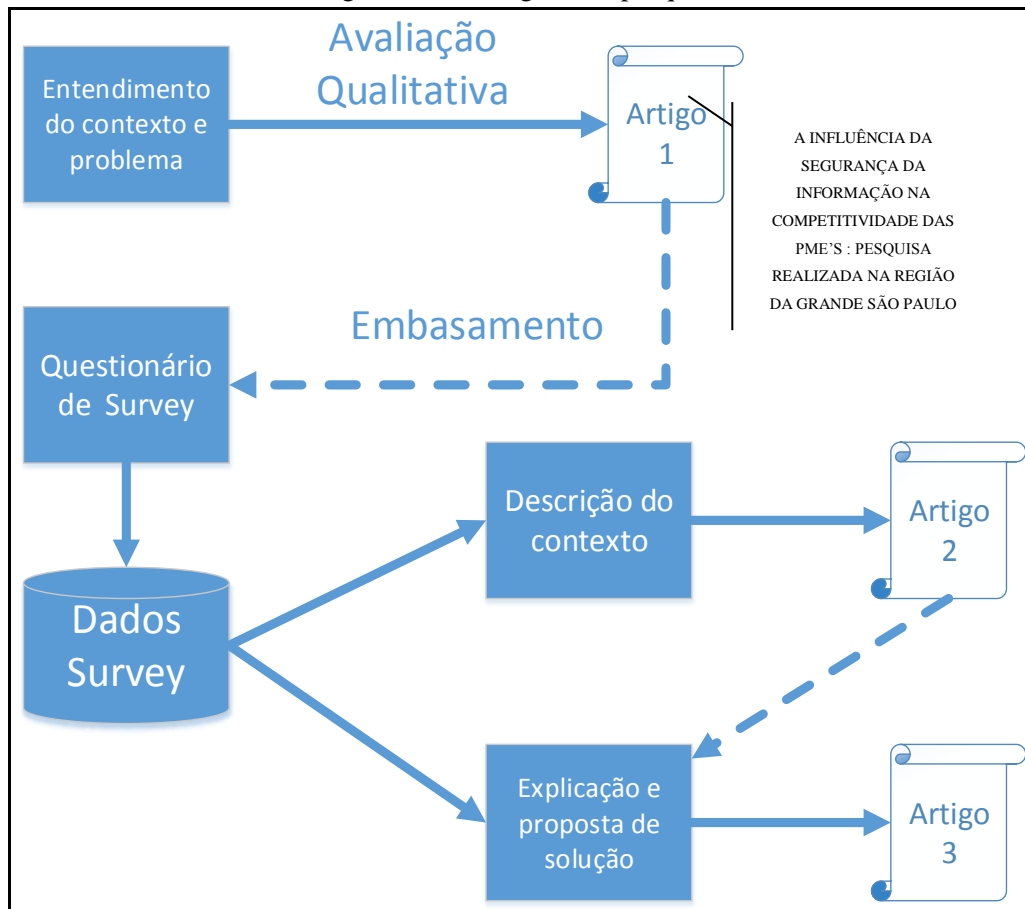 Entendimento
do contexto e
problema
Avaliação
Qualitativa
Artigo
1
A INFLUÊNCIA DA
SEGURANÇA DA
INFORMAÇÃO NA
COMPETITIVIDADE DAS
PME’S : PESQUISA
REALIZADA NA REGIÃO
DA GRANDE SÃO PAULO
Embasamento
Questionário
de Survey
Dados
Survey
Descrição do
contexto
Artigo
2
Explicação e
proposta de
solução
Artigo
3